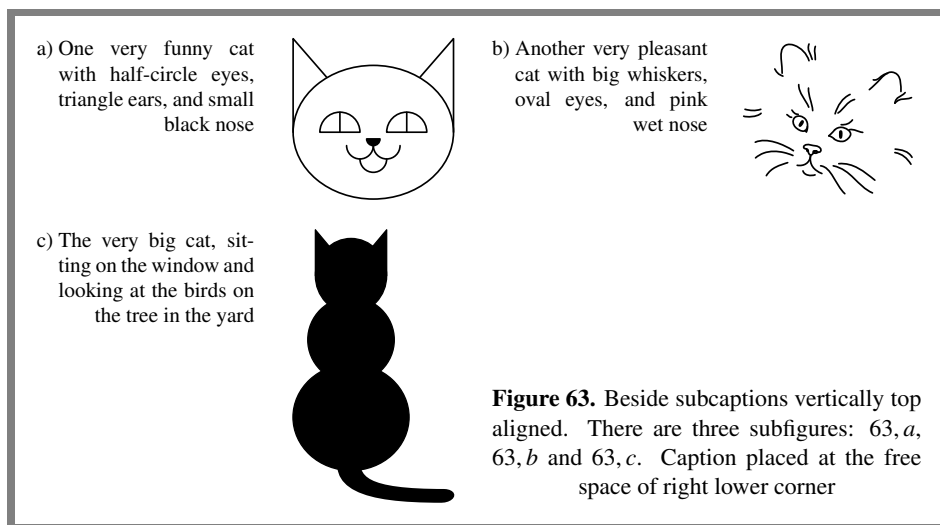 a) One very funny cat
with half-circle eyes,
triangle ears, and small
black nose
b) Another very pleasant
cat with big whiskers,
oval eyes, and pink
wet nose
c) The very big cat, sit-
ting on the window and
looking at the birds on
the tree in the yard
Figure 63. Beside subcaptions vertically top
aligned. There are three subfigures: 63, a,
63, b and 63, c. Caption placed at the free
space of right lower corner